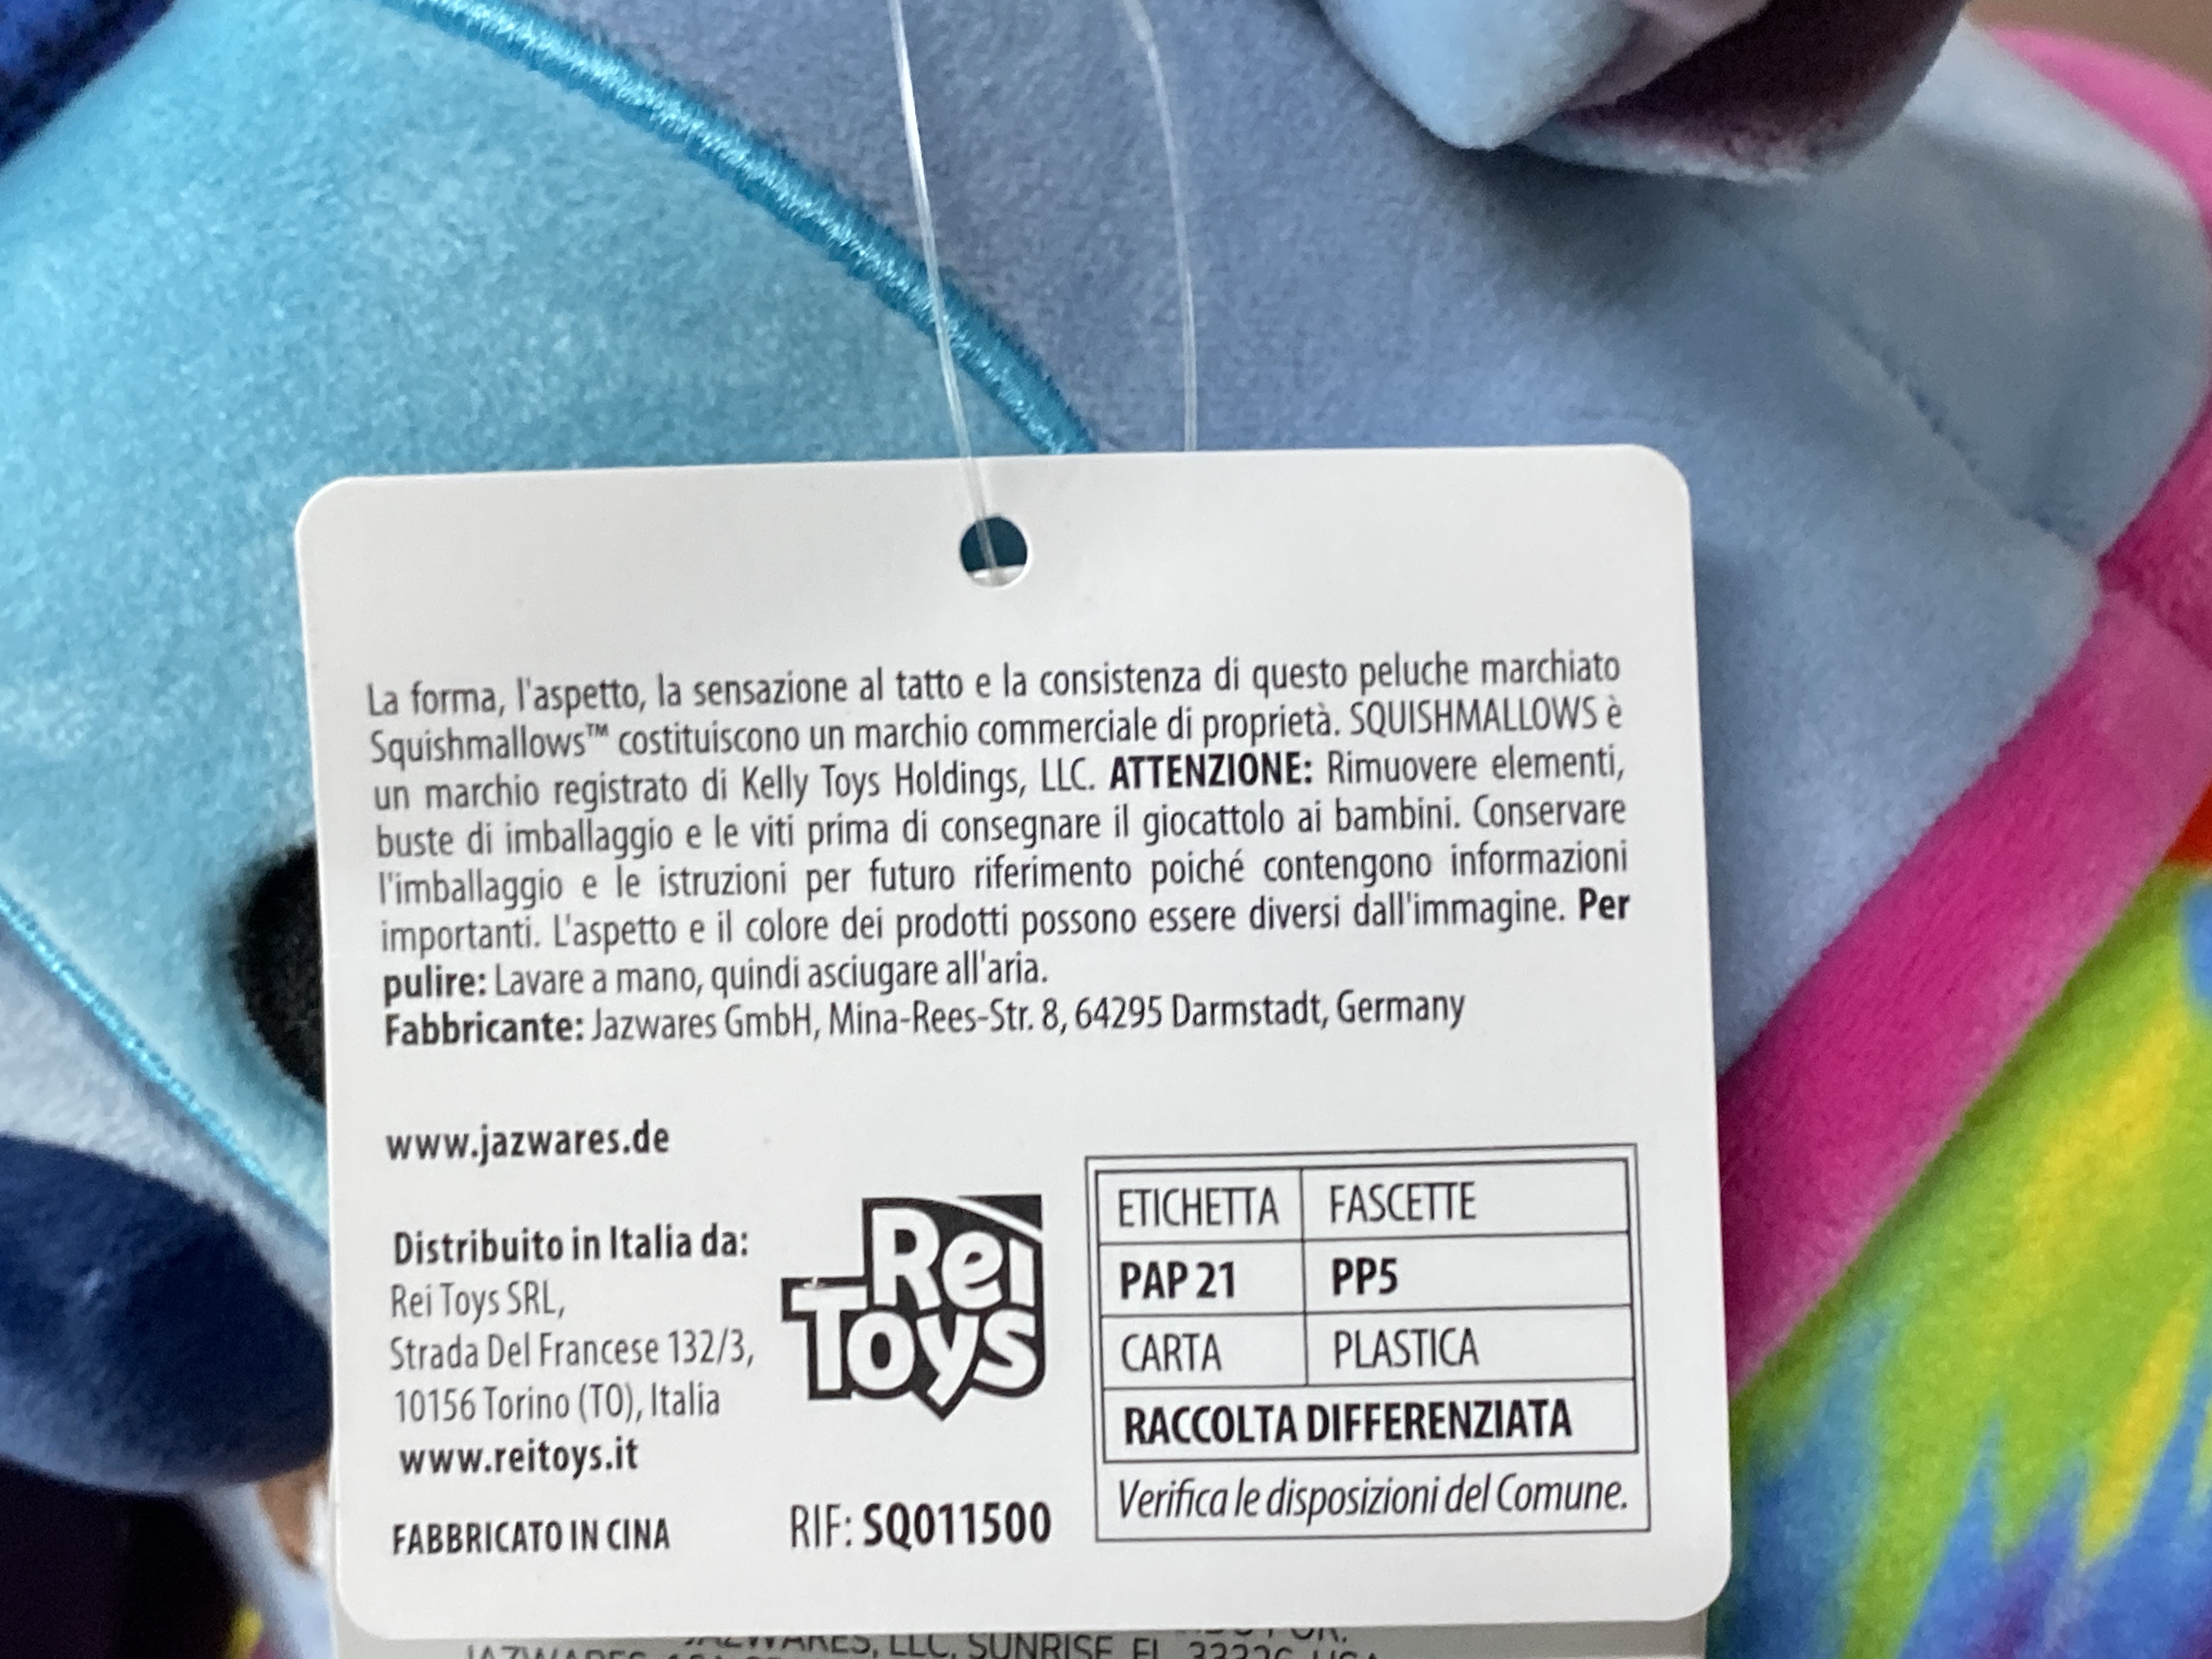 La forma, l'aspetto, la sensazione al tatto e la consistenza di questo peluche marchiato
Squishmallows™ costituiscono un marchio commerciale di proprietà. SQUISHMALLOWS è
un marchio registrato di Kelly Toys Holdings, LLC. ATTENZIONE: Rimuovere elementi,
buste di imballaggio e le viti prima di consegnare il giocattolo ai bambini. Conservare
l'imballaggio e le istruzioni per futuro riferimento poiché contengono informazioni
importanti. L'aspetto e il colore dei prodotti possono essere diversi dall'immagine. Per
pulire: Lavare a mano, quindi asciugare all'aria.
Fabbricante: Jazwares GmbH, Mina-Rees-Str. 8, 64295 Darmstadt, Germany
www.jazwares.de
Distribuito in Italia da:
Rei Toys SRL,
Strada Del Francese 132/3,
10156 Torino (TO), Italia
www.reitoys.it
FABBRICATO IN CINA
Rei
Toys
RIF: SQ011500
ETICHETTA FASCETTE
PAP 21 PP5
CARTA PLASTICA
RACCOLTA DIFFERENZIATA
Verifica le disposizioni del Comune.
JAZWARES, LLC, SUNRISE, FL